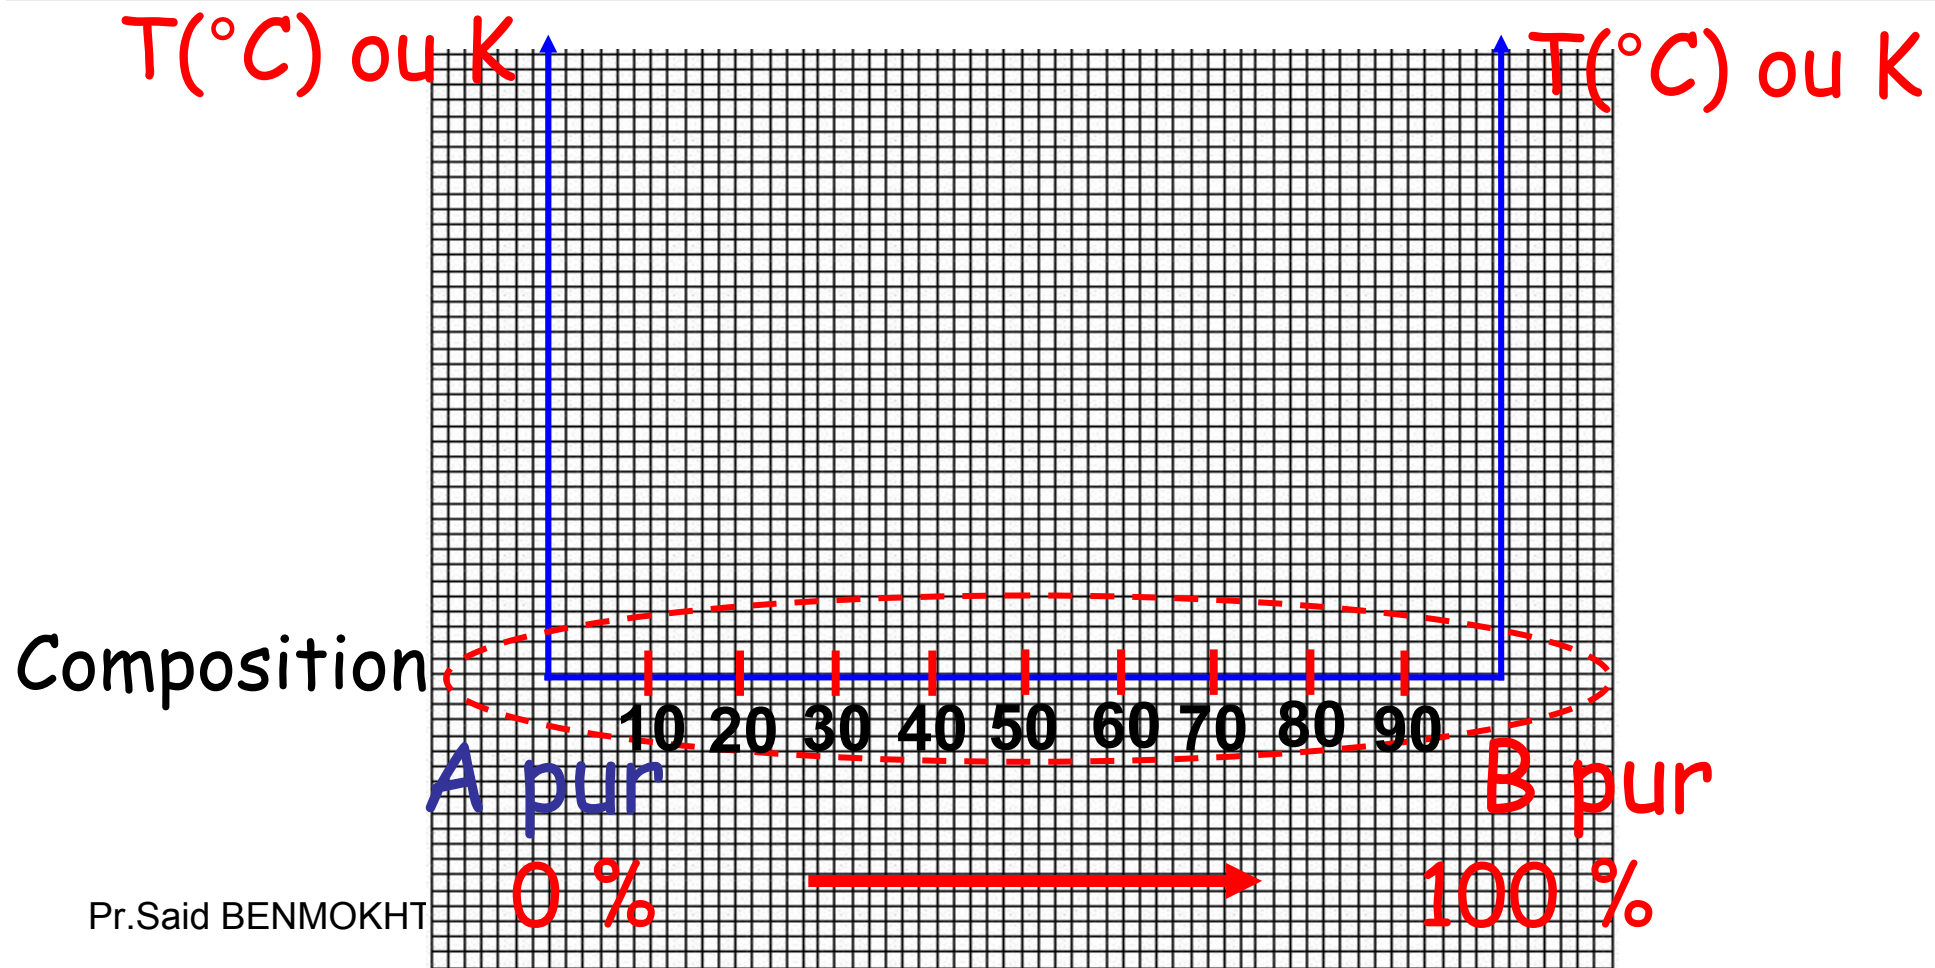 T(°C) ou K
T(°C) ou K
Composition
10 20 30 40 50 60 70 80 90
A pur
B pur
0 %
100 %
Pr.Said BENMOKHT